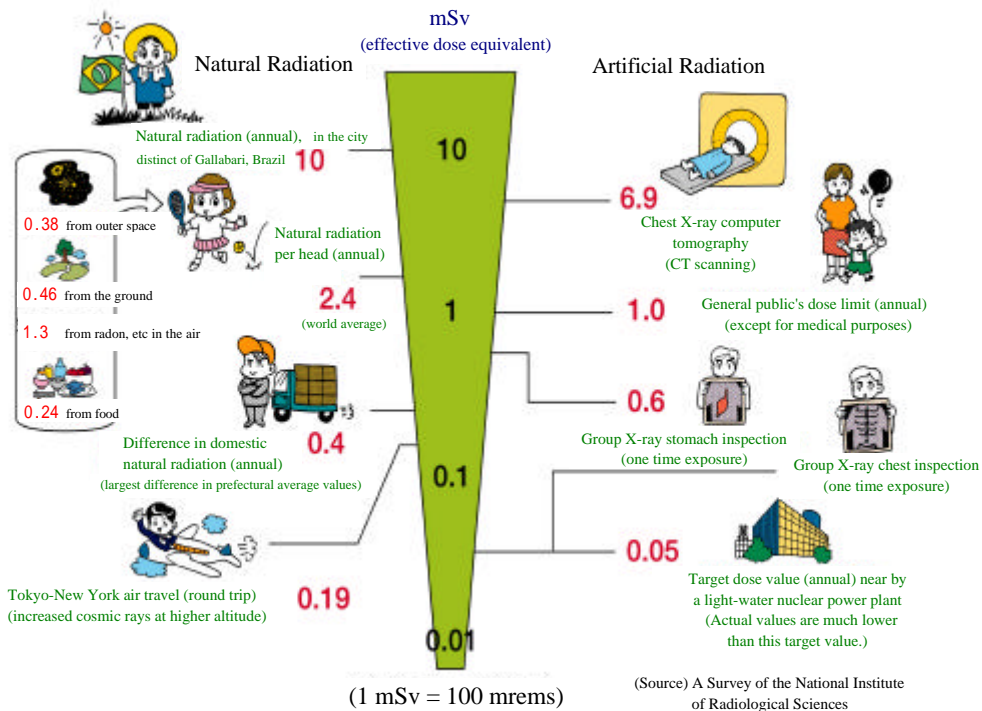 mSv
(effective dose equivalent)
Natural Radiation
Artificial Radiation
Natural radiation (annual), in the city
distinct of Gallabari, Brazil 10
0.38 from outer space
0.46 from the ground
1.3 from radon, etc in the air
0.24 from food
Natural radiation
per head (annual)
2.4
(world average)
0.4
Difference in domestic
natural radiation (annual)
(largest difference in prefectural average values)
Tokyo-New York air travel (round trip)
(increased cosmic rays at higher altitude)
0.19
10
1
0.1
0.01
6.9
Chest X-ray computer
tomography
(CT scanning)
1.0
General public's dose limit (annual)
(except for medical purposes)
0.6
Group X-ray stomach inspection
(one time exposure)
Group X-ray chest inspection
(one time exposure)
0.05
Target dose value (annual) near by
a light-water nuclear power plant
(Actual values are much lower
than this target value.)
(1 mSv = 100 mrems)
(Source) A Survey of the National Institute
of Radiological Sciences